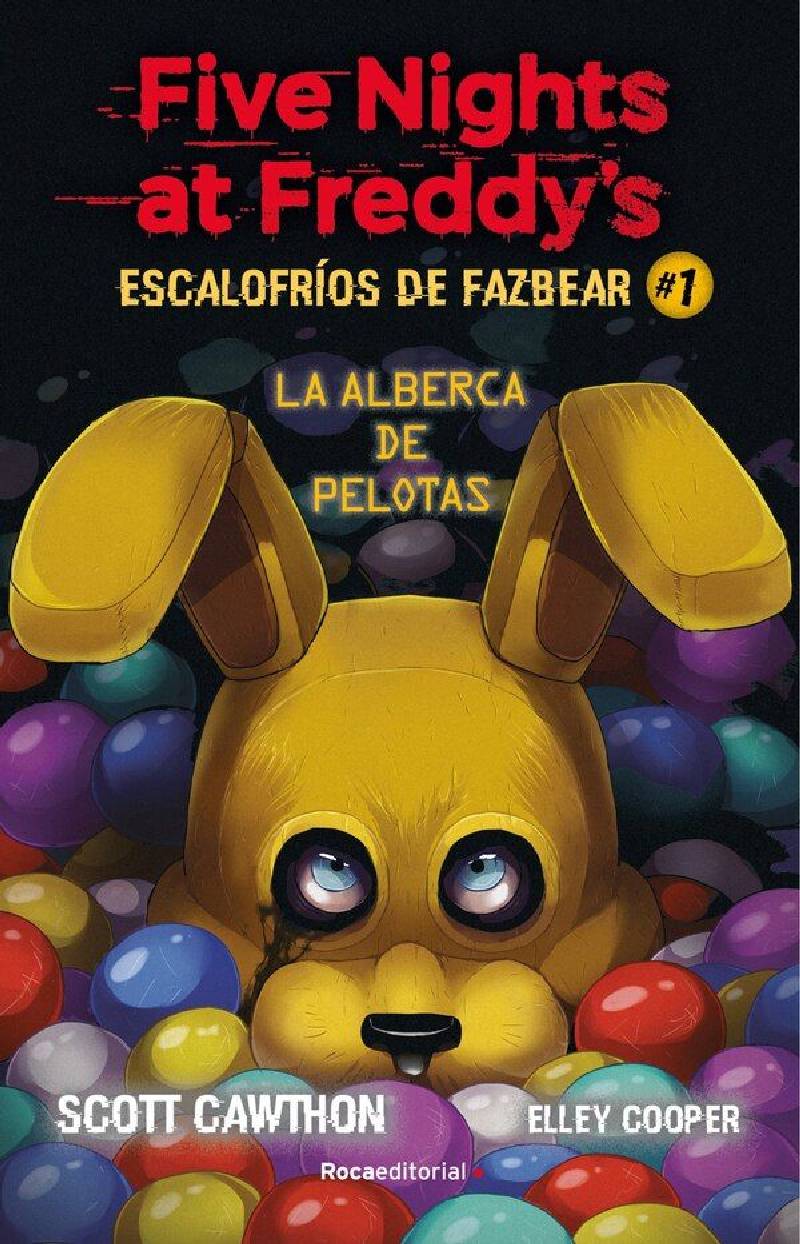 Five Nights
at Freddy's
ESCALOFRÍOS DE FAZBEAR #1
LA ALBERCA
DE
PELOTAS
SCOTT CAWTHON ELLEY COOPER
Rocaeditorial